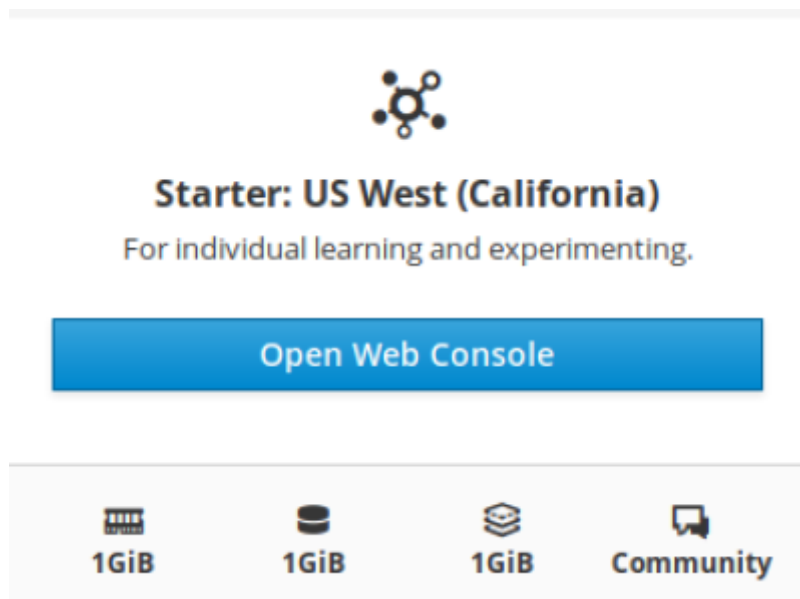 Starter: US West (California)
For individual learning and experimenting.
Open Web Console
1GiB 1GiB 1GiB Community